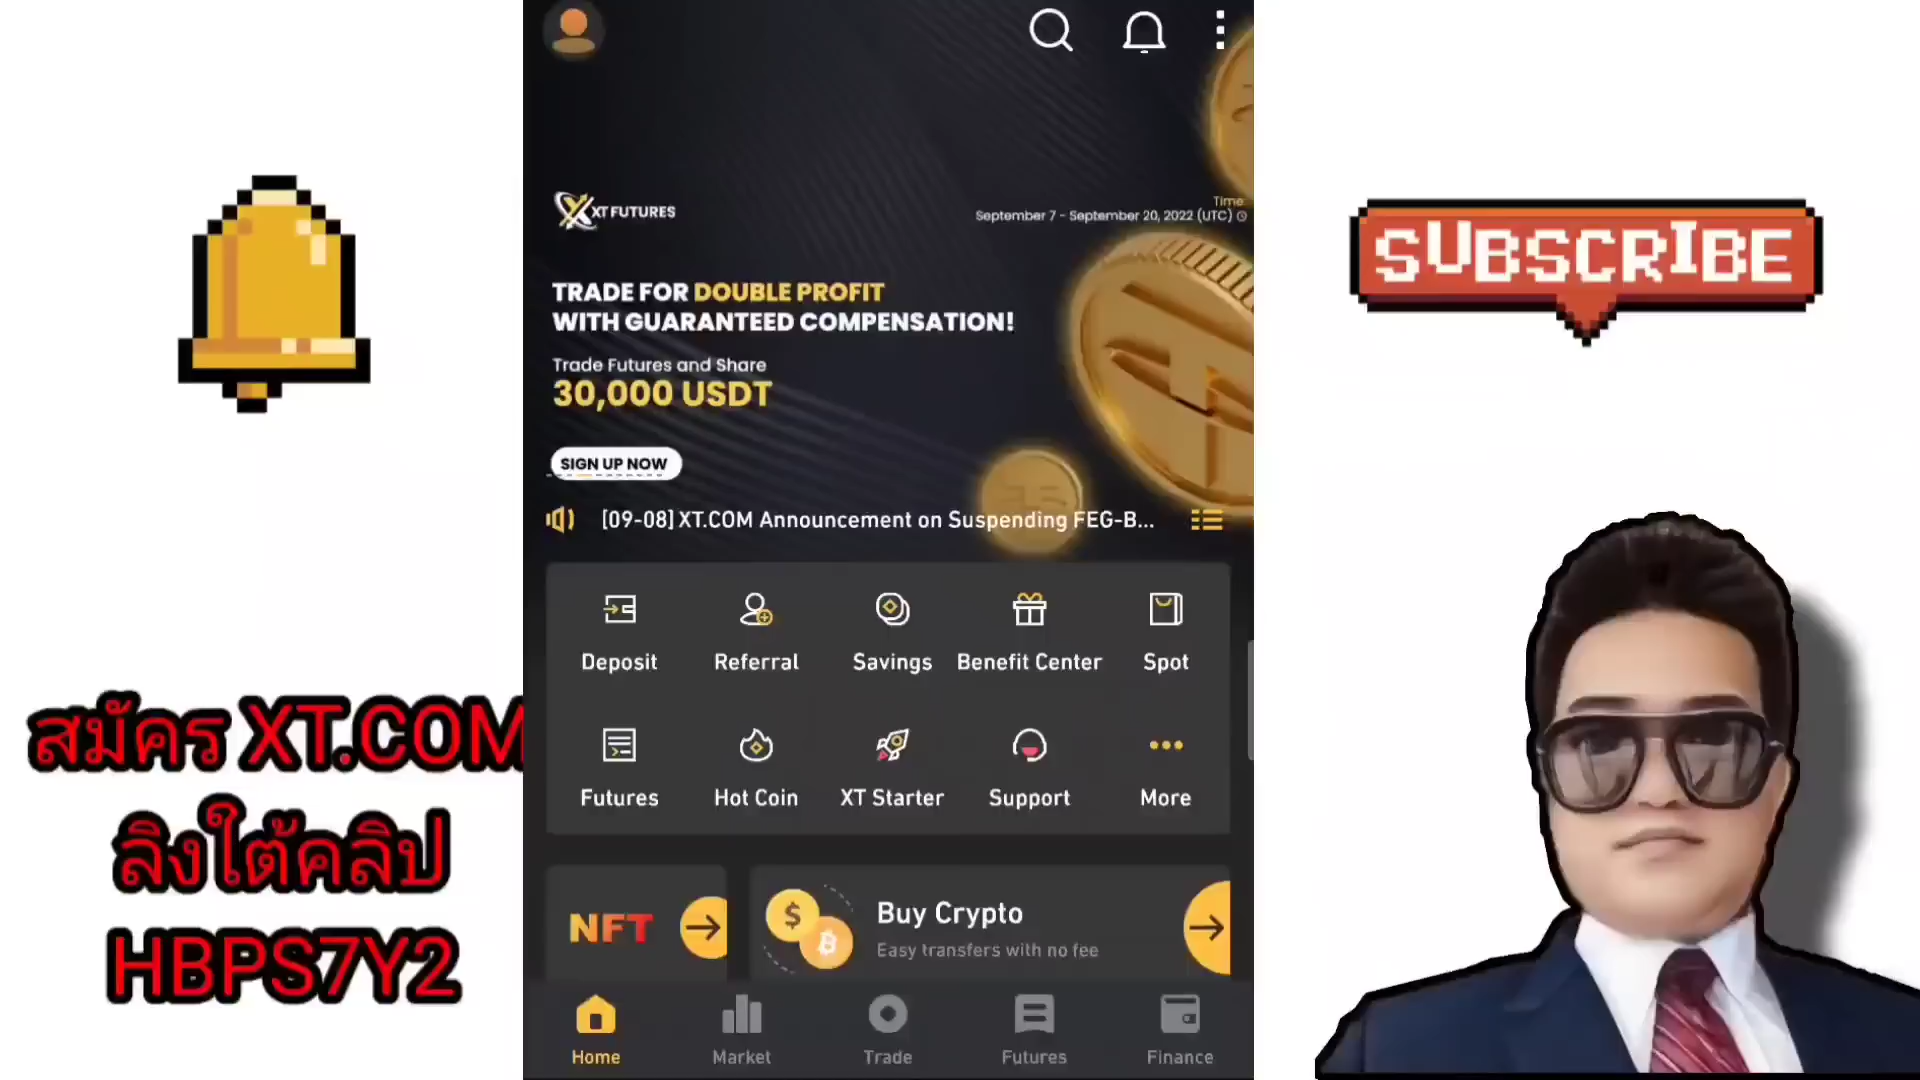 XT FUTURES
Time
September 7 - September 20, 2022 (UTC)
TRADE FOR DOUBLE PROFIT
WITH GUARANTEED COMPENSATION!
Trade Futures and Share
30,000 USDT
SIGN UP NOW
[09-08] XT.COM Announcement on Suspending FEG-B...
Deposit Referral Savings Benefit Center Spot
Futures Hot Coin XT Starter Support More
NFT
Buy Crypto
Easy transfers with no fee
Home Market Trade Futures Finance
สมัคร XT.COM
ลิงใต้คลิป
HBPS7Y2
SUBSCRIBE